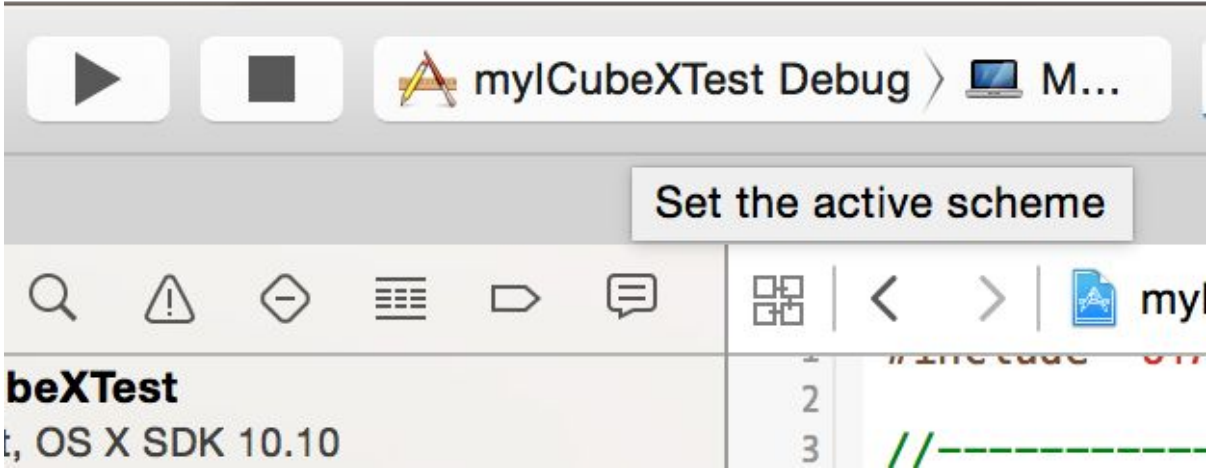 myICubeXTest Debug 〉 M...
Set the active scheme
myI
beXTest
t, OS X SDK 10.10
2
3 //-----------